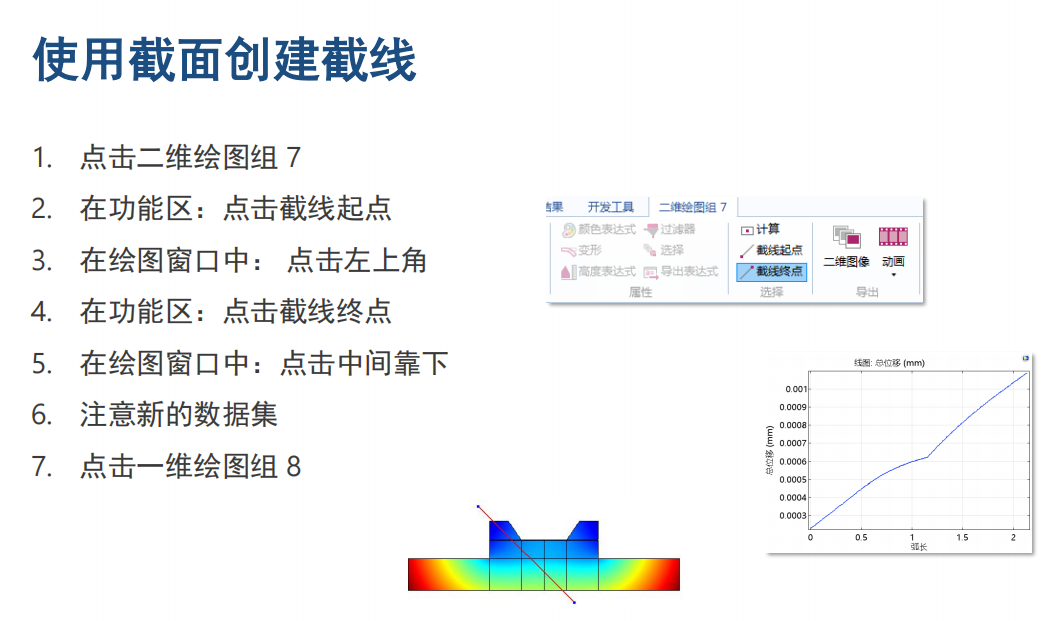 使用截面创建截线
1. 点击二维绘图组 7
2. 在功能区：点击截线起点
3. 在绘图窗口中： 点击左上角
4. 在功能区：点击截线终点
5. 在绘图窗口中：点击中间靠下
6. 注意新的数据集
7. 点击一维绘图组 8
结果 开发工具 二维绘图组 7
颜色表达式 过滤器
变形 选择
高度表达式 导出表达式
属性
计算
截线起点
截线终点
选择
二维图像 动画
导出
线图: 总位移 (mm)
总位移 (mm)
0.001
0.0009
0.0008
0.0007
0.0006
0.0005
0.0004
0.0003
0 0.5 1 1.5 2
弧长